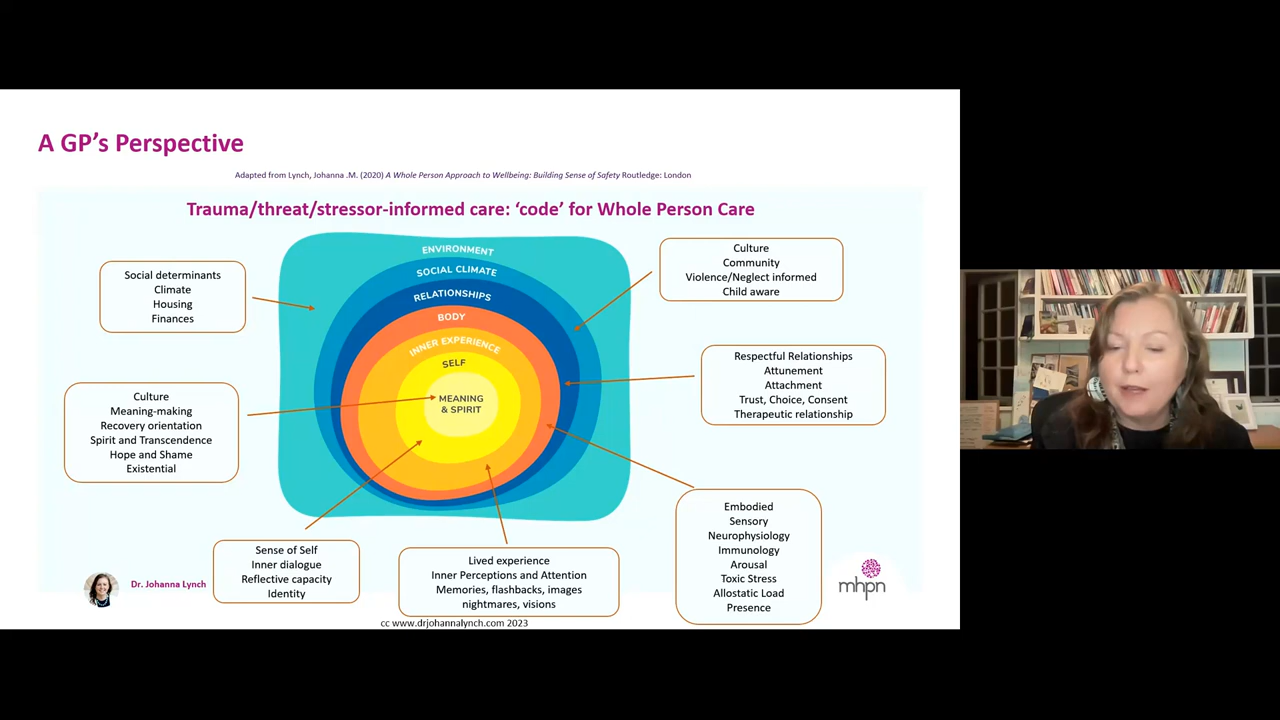 A GP's Perspective
Adapted from Lynch, Johanna .M. (2020) A Whole Person Approach to Wellbeing: Building Sense of Safety Routledge: London
Trauma/threat/stressor-informed care: 'code' for Whole Person Care
ENVIRONMENT
SOCIAL CLIMATE
RELATIONSHIPS
BODY
INNER EXPERIENCE
SELF
MEANING
& SPIRIT
Social determinants
Climate
Housing
Finances
Culture
Community
Violence/Neglect informed
Child aware
Respectful Relationships
Attunement
Attachment
Trust, Choice, Consent
Therapeutic relationship
Culture
Meaning-making
Recovery orientation
Spirit and Transcendence
Hope and Shame
Existential
Embodied
Sensory
Neurophysiology
Immunology
Arousal
Toxic Stress
Allostatic Load
Presence
Sense of Self
Inner dialogue
Reflective capacity
Identity
Lived experience
Inner Perceptions and Attention
Memories, flashbacks, images
nightmares, visions
Dr. Johanna Lynch
mhpn
cc www.drjohannalynch.com 2023